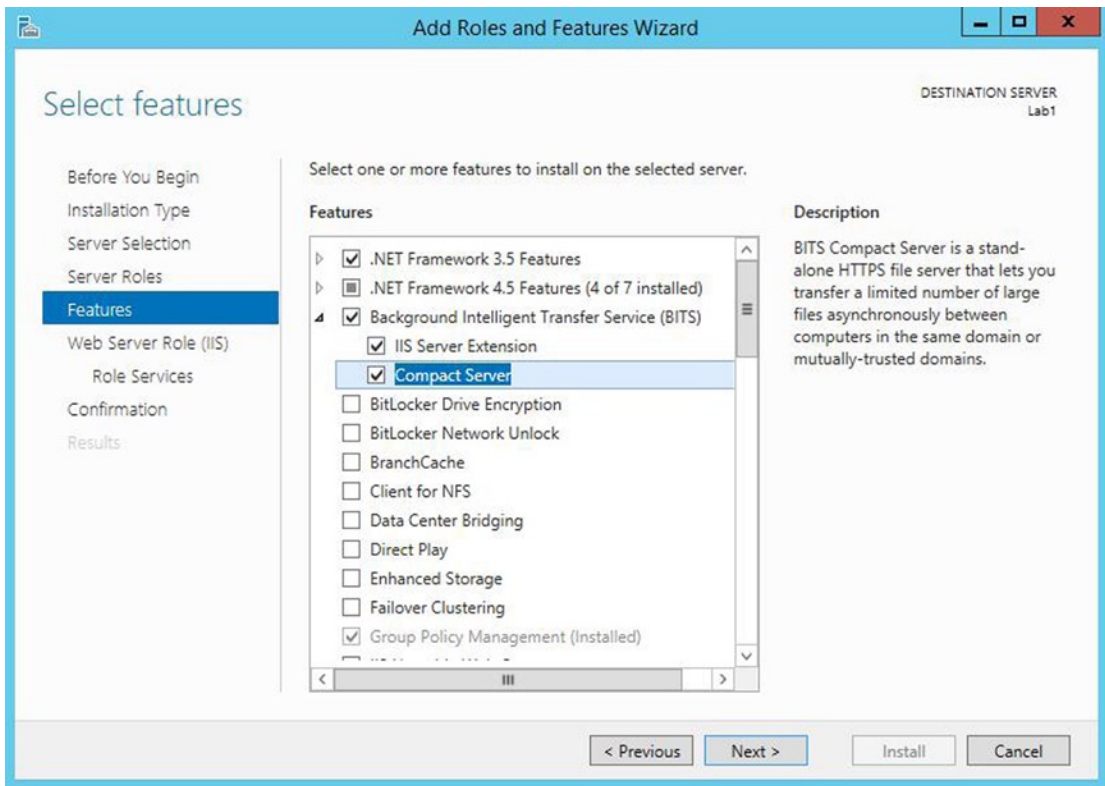 Add Roles and Features Wizard
Select features
DESTINATION SERVER
Lab1
Before You Begin
Installation Type
Server Selection
Server Roles
Features
Web Server Role (IIS)
Role Services
Confirmation
Results
Select one or more features to install on the selected server.
Features
.NET Framework 3.5 Features
.NET Framework 4.5 Features (4 of 7 installed)
Background Intelligent Transfer Service (BITS)
IIS Server Extension
Compact Server
BitLocker Drive Encryption
BitLocker Network Unlock
BranchCache
Client for NFS
Data Center Bridging
Direct Play
Enhanced Storage
Failover Clustering
Group Policy Management (Installed)
Description
BITS Compact Server is a stand-
alone HTTPS file server that lets you
transfer a limited number of large
files asynchronously between
computers in the same domain or
mutually-trusted domains.
< Previous
Next >
Install
Cancel